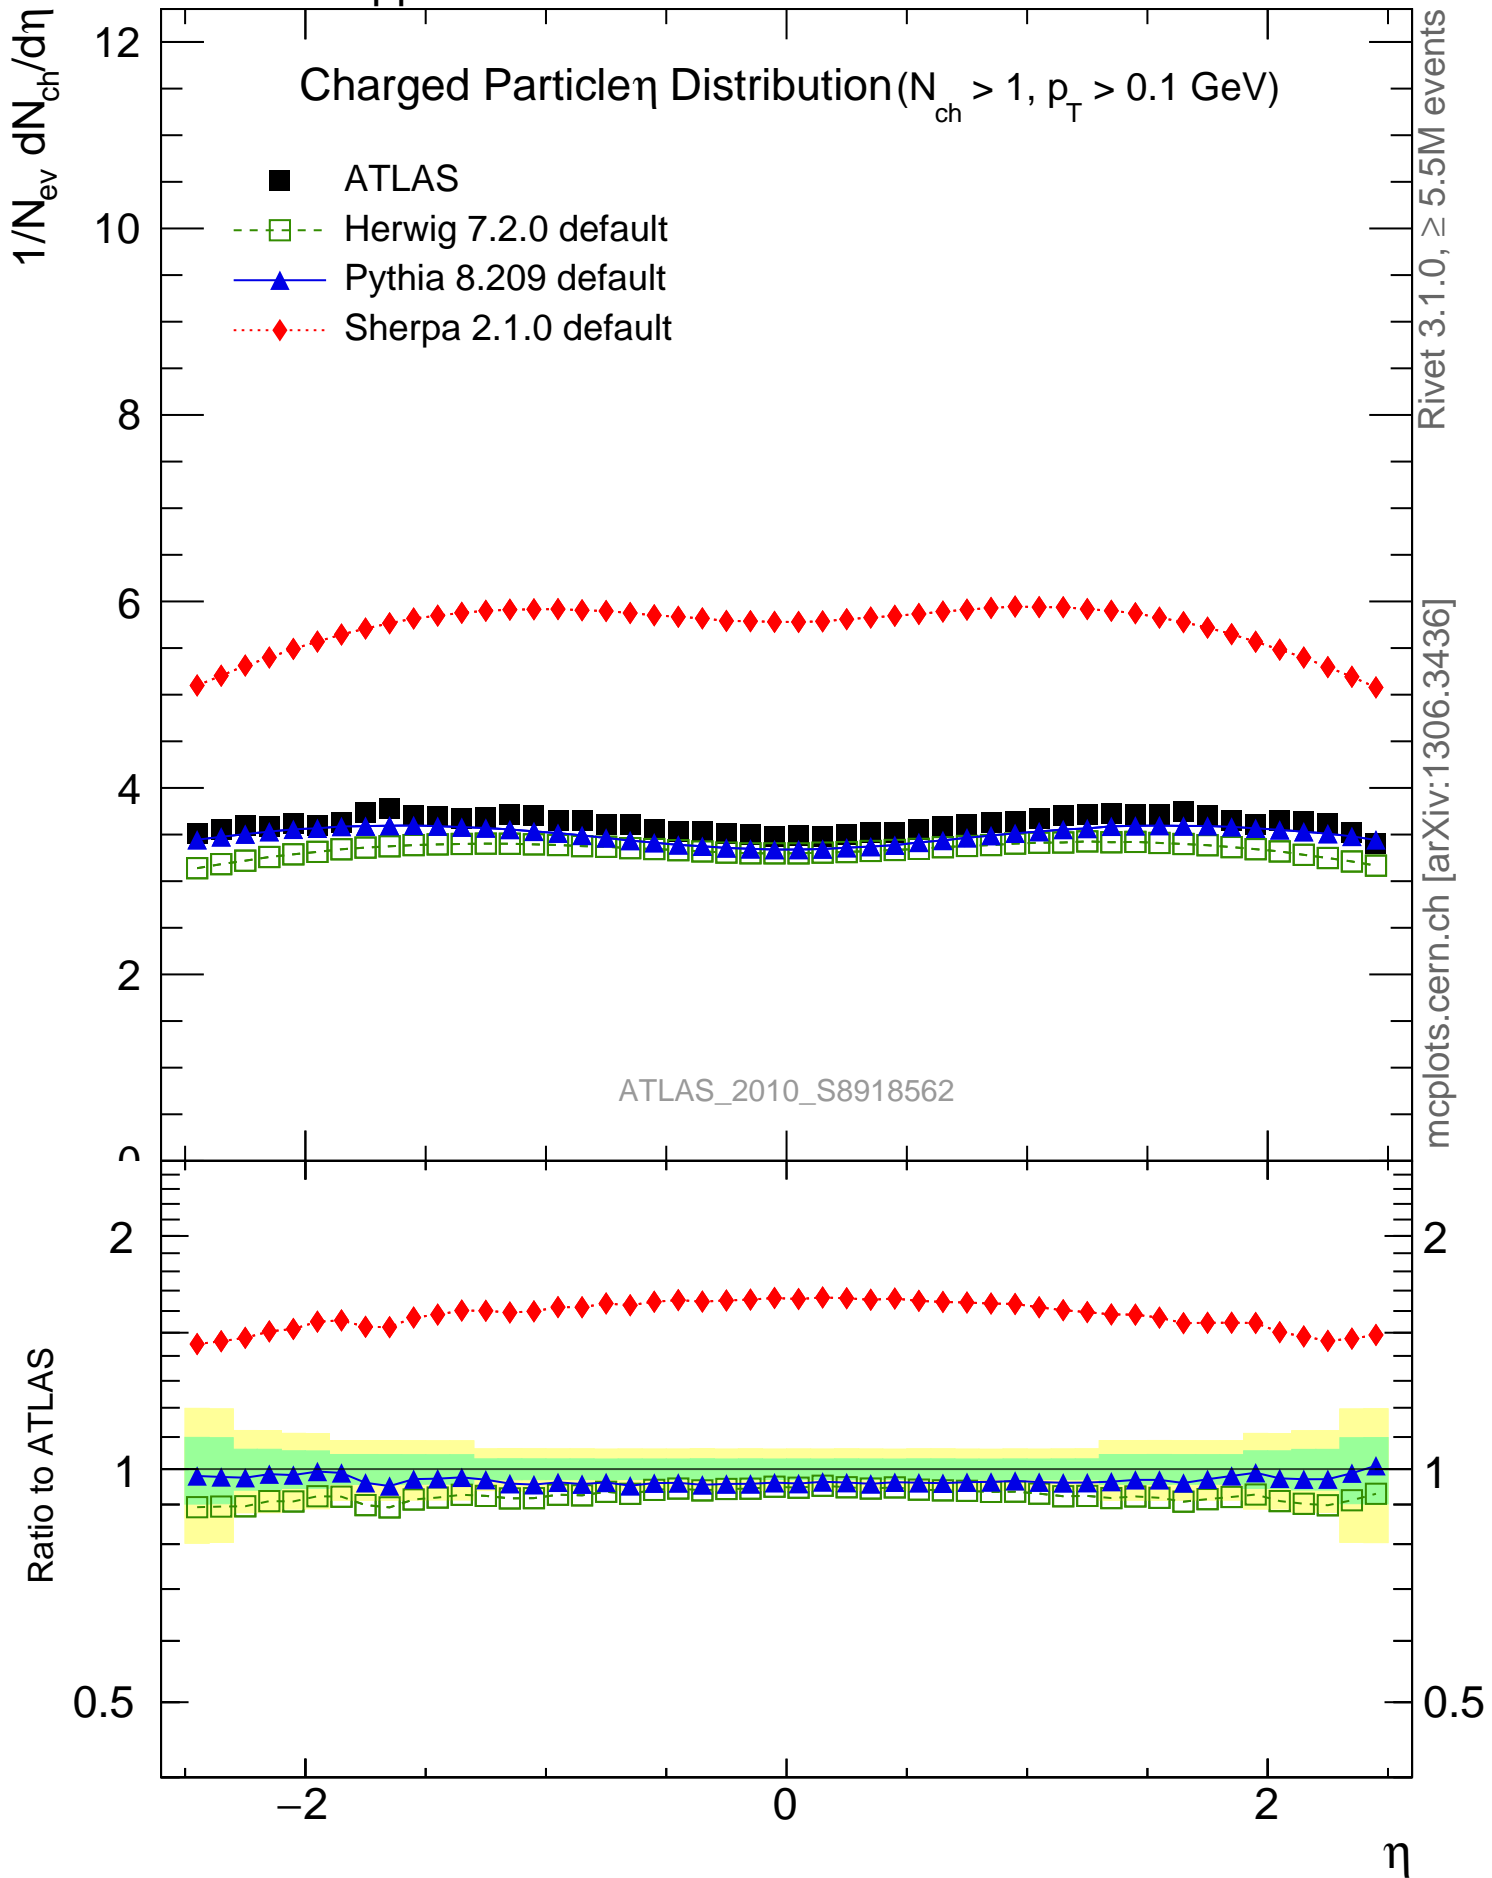 pp
1/N_ev dN_ch/dη
Charged Particleη Distribution(N_ch > 1, p_T > 0.1 GeV)
ATLAS
Herwig 7.2.0 default
Pythia 8.209 default
Sherpa 2.1.0 default
12
10
8
6
4
2
0
ATLAS_2010_S8918562
Rivet 3.1.0, ≥ 5.5M events
mcplots.cern.ch [arXiv:1306.3436]
Ratio to ATLAS
2
1
0.5
2
1
0.5
−2
0
2
η